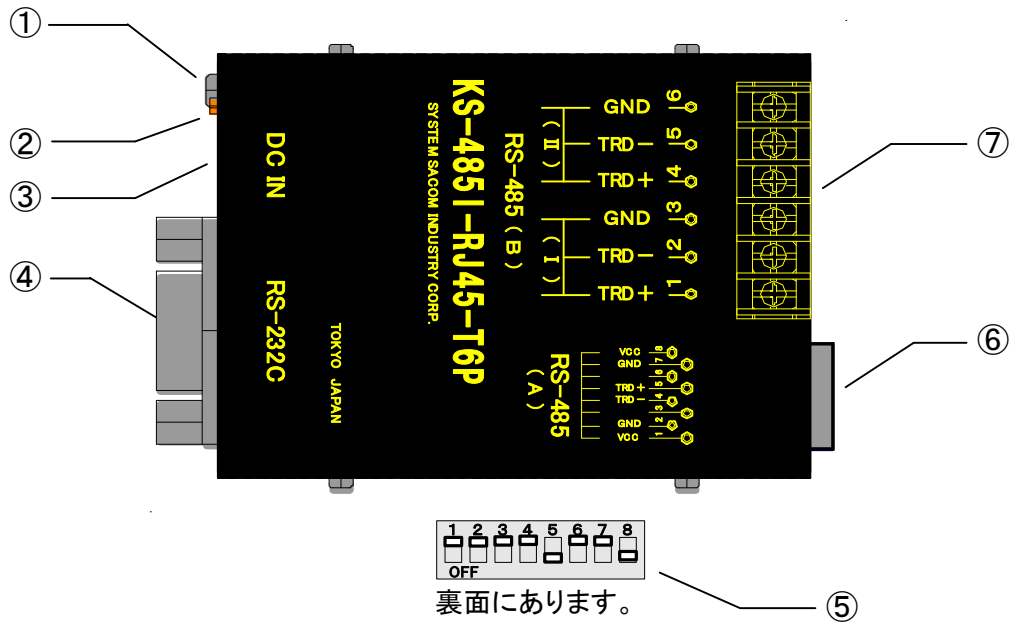 ①
②
③
④
DC IN
RS-232C
TOKYO JAPAN
KS-485I-RJ45-T6P
SYSTEM SACOM INDUSTRY CORP.
RS-485 (B)
(Ⅱ)
GND 6
TRD- 5
TRD+ 4
(Ⅰ)
GND 3
TRD- 2
TRD+ 1
RS-485
(A)
VCC 8
GND 7
6
TRD+ 5
TRD- 4
3
GND 2
VCC 1
⑦
⑥
1 2 3 4 5 6 7 8
OFF
裏面にあります。
⑤